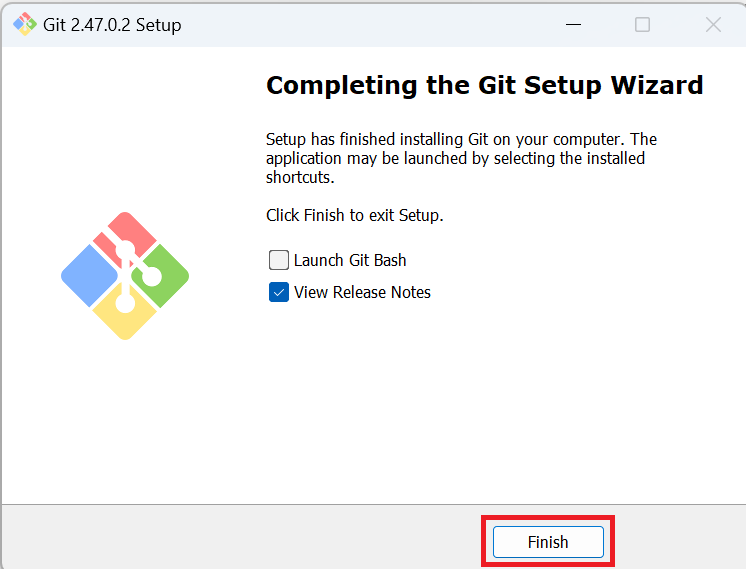 Git 2.47.0.2 Setup
Completing the Git Setup Wizard
Setup has finished installing Git on your computer. The
application may be launched by selecting the installed
shortcuts.
Click Finish to exit Setup.
Launch Git Bash
View Release Notes
Finish